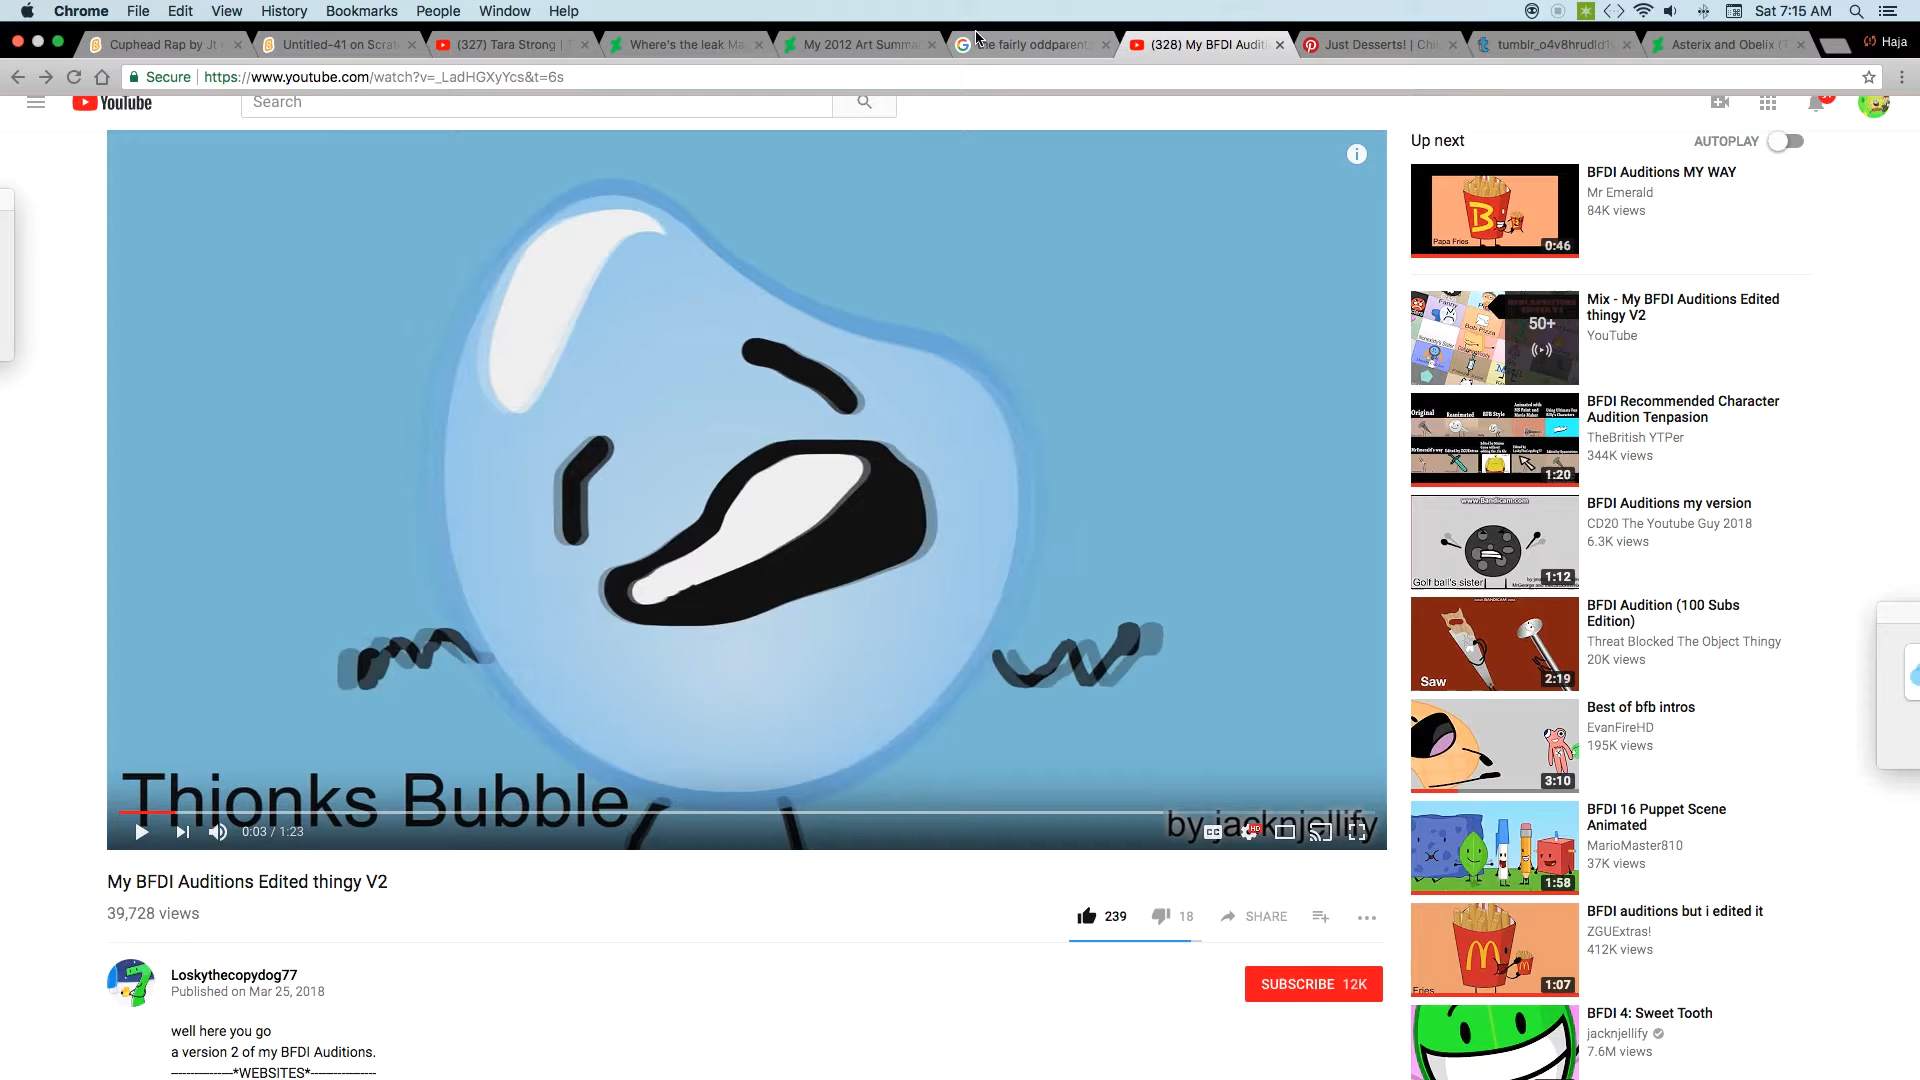 Chrome File Edit View History Bookmarks People Window Help
Sat 7:15 AM
Cuphead Rap by Jt
Untitled-41 on Scrat
(327) Tara Strong | T
Where's the leak Ma
My 2012 Art Summa
fairly oddparents
(328) My BFDI Auditi
Just Desserts! | Chi
tumblr_o4v8hrudld1
Asterix and Obelix (T
Haja
Secure https://www.youtube.com/watch?v=_LadHGXyYcs&t=6s
YouTube
Search
Thionks Bubble
by jacknjellify
0:03 / 1:23
CC
HD
My BFDI Auditions Edited thingy V2
39,728 views
239
18
SHARE
Loskythecopydog77
Published on Mar 25, 2018
SUBSCRIBE 12K
well here you go
a version 2 of my BFDI Auditions.
---------------*WEBSITES*---------------
Up next
AUTOPLAY
Papa Fries
0:46
BFDI Auditions MY WAY
Mr Emerald
84K views
50+
Mix - My BFDI Auditions Edited
thingy V2
YouTube
Original
1:20
BFDI Recommended Character
Audition Tenpasion
TheBritish YTPer
344K views
www.Bandicam.com
Golf ball's sister
1:12
BFDI Auditions my version
CD20 The Youtube Guy 2018
6.3K views
Saw
2:19
BFDI Audition (100 Subs
Edition)
Threat Blocked The Object Thingy
20K views
3:10
Best of bfb intros
EvanFireHD
195K views
1:58
BFDI 16 Puppet Scene
Animated
MarioMaster810
37K views
Fries
1:07
BFDI auditions but i edited it
ZGUExtras!
412K views
BFDI 4: Sweet Tooth
jacknjellify
7.6M views